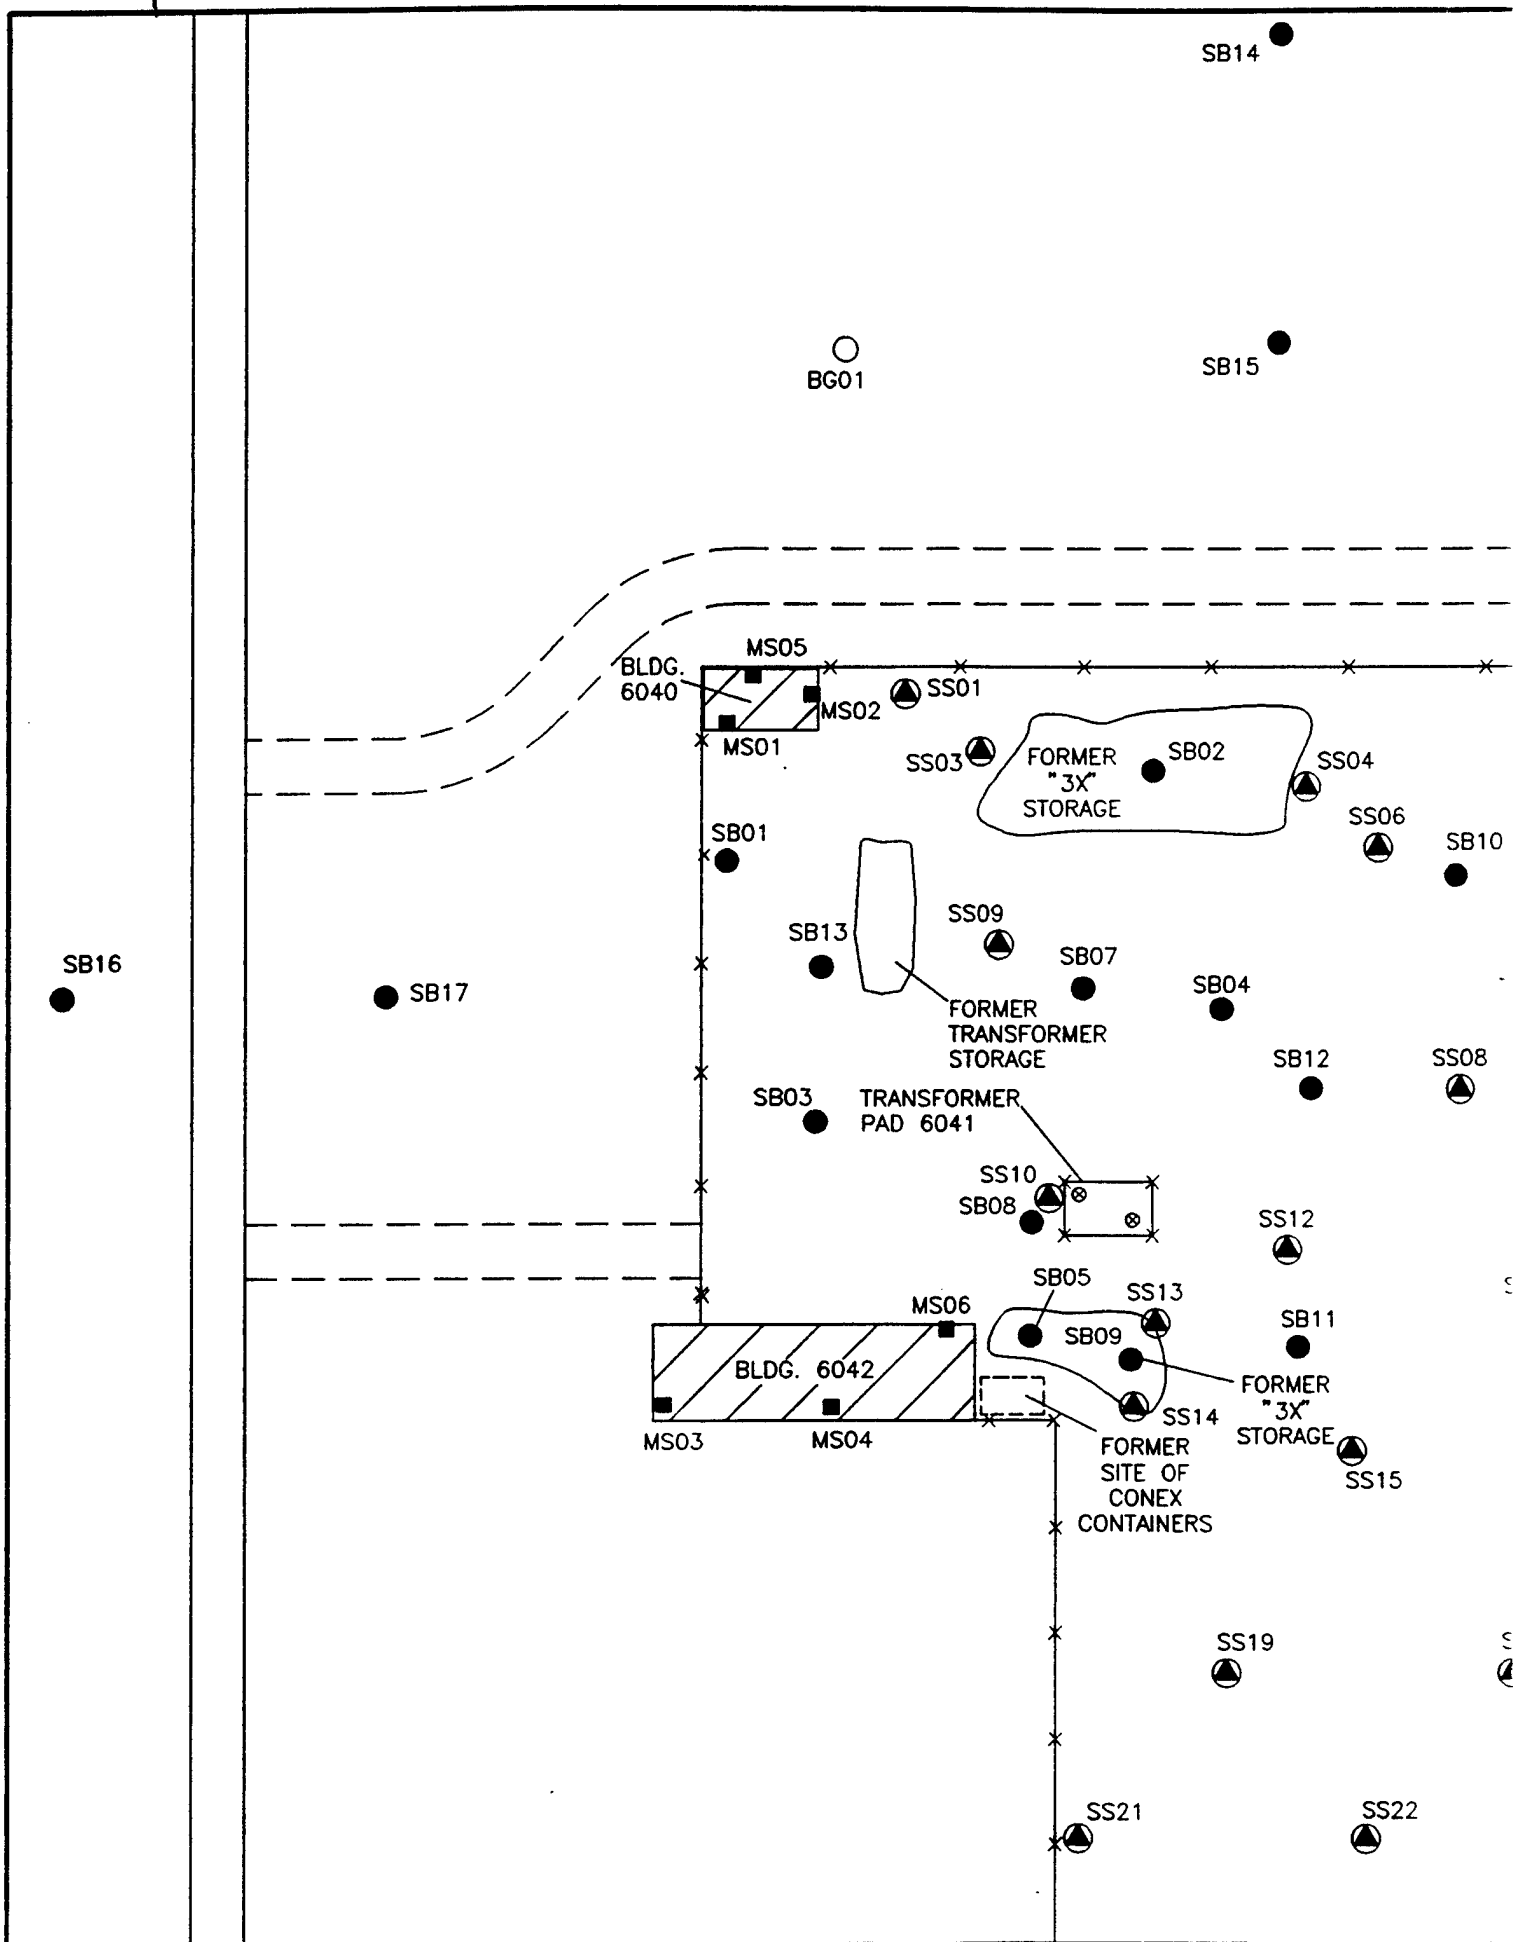 SB14
SB15
BG01
MS05
BLDG.
6040
SS01
MS02
MS01
SS03
FORMER
"3X"
STORAGE
SB02
SS04
SS06
SB10
SB01
SS09
SB13
SB07
SB04
SB16
SB17
FORMER
TRANSFORMER
STORAGE
SB12
SS08
SB03
TRANSFORMER
PAD 6041
SS10
SB08
SS12
SB05
SS13
MS06
SB09
SB11
BLDG. 6042
FORMER
"3X"
STORAGE
SS14
MS03
MS04
FORMER
SITE OF
CONEX
CONTAINERS
SS15
SS19
SS21
SS22